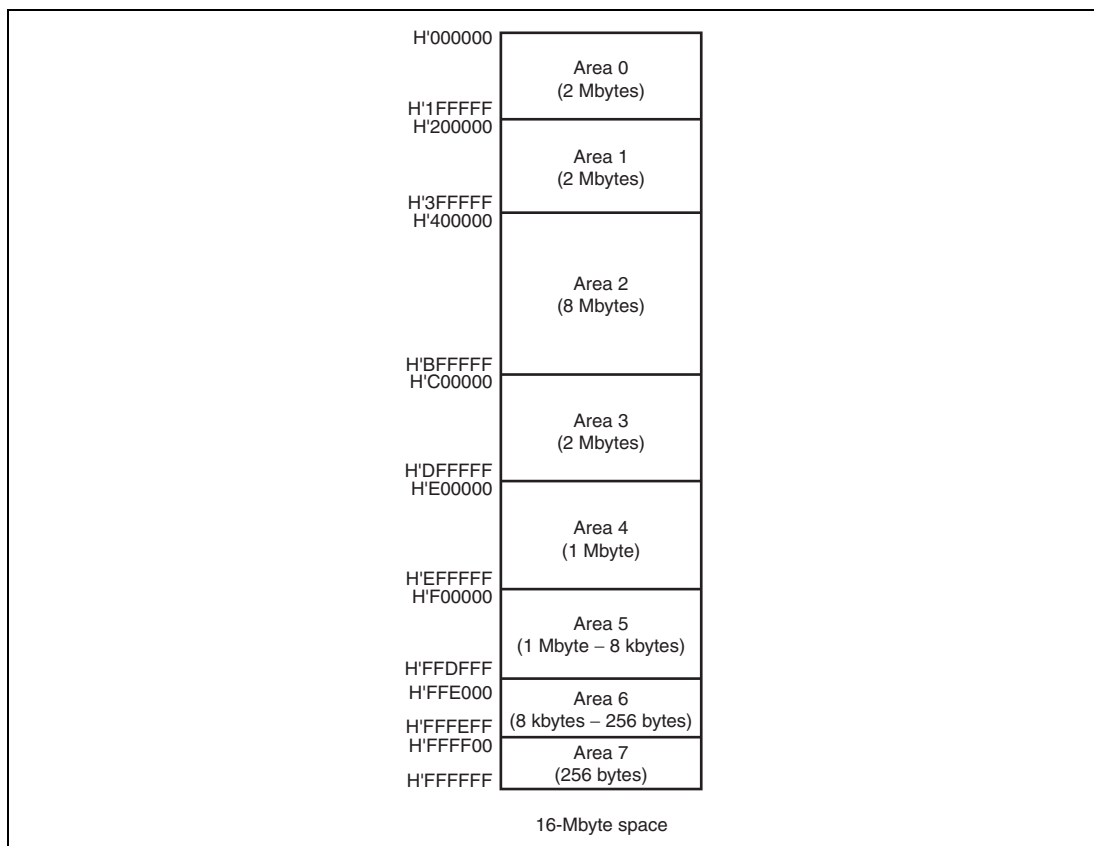 H'000000
Area 0
(2 Mbytes)
H'1FFFFF
H'200000
Area 1
(2 Mbytes)
H'3FFFFF
H'400000
Area 2
(8 Mbytes)
H'BFFFFF
H'C00000
Area 3
(2 Mbytes)
H'DFFFFF
H'E00000
Area 4
(1 Mbyte)
H'EFFFFF
H'F00000
Area 5
(1 Mbyte – 8 kbytes)
H'FFDFFF
H'FFE000
Area 6
(8 kbytes – 256 bytes)
H'FFFEFF
H'FFFF00
Area 7
(256 bytes)
H'FFFFFF
16-Mbyte space